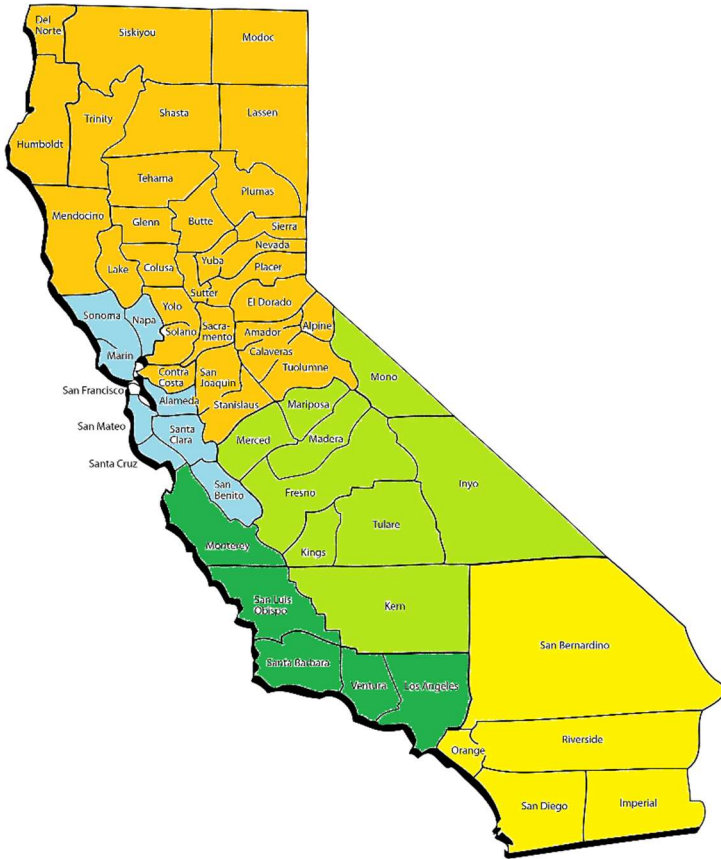 Del
Norte
Siskiyou
Modoc
Humboldt
Trinity
Shasta
Lassen
Tehama
Plumas
Mendocino
Glenn
Butte
Sierra
Nevada
Lake
Colusa
Yuba
Placer
Sutter
El Dorado
Sonoma
Napa
Yolo
Solano
Sacra-
mento
Amador
Alpine
Marin
Calaveras
Tuolumne
Contra
Costa
San
Joaquin
Mono
San Francisco
Alameda
Stanislaus
Mariposa
San Mateo
Santa
Clara
Merced
Madera
Santa Cruz
San
Benito
Fresno
Inyo
Tulare
Monterey
Kings
San Luis
Obispo
Kern
San Bernardino
Santa Barbara
Ventura
Los Angeles
Orange
Riverside
San Diego
Imperial